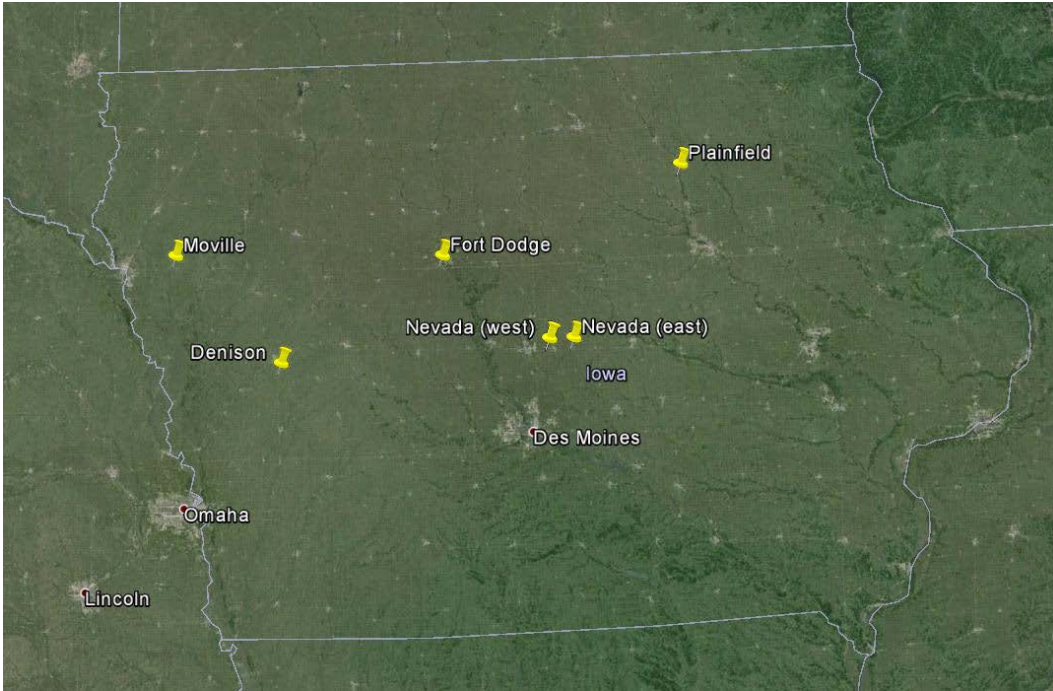 Plainfield
Moville
Fort Dodge
Nevada (west)
Nevada (east)
Denison
Iowa
Des Moines
Omaha
Lincoln